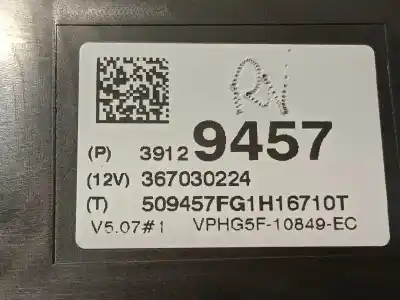 (P) 3912 9457
(12V) 367030224
(T) 509457FG1H16710T
V5.07#1 VPHG5F-10849-EC